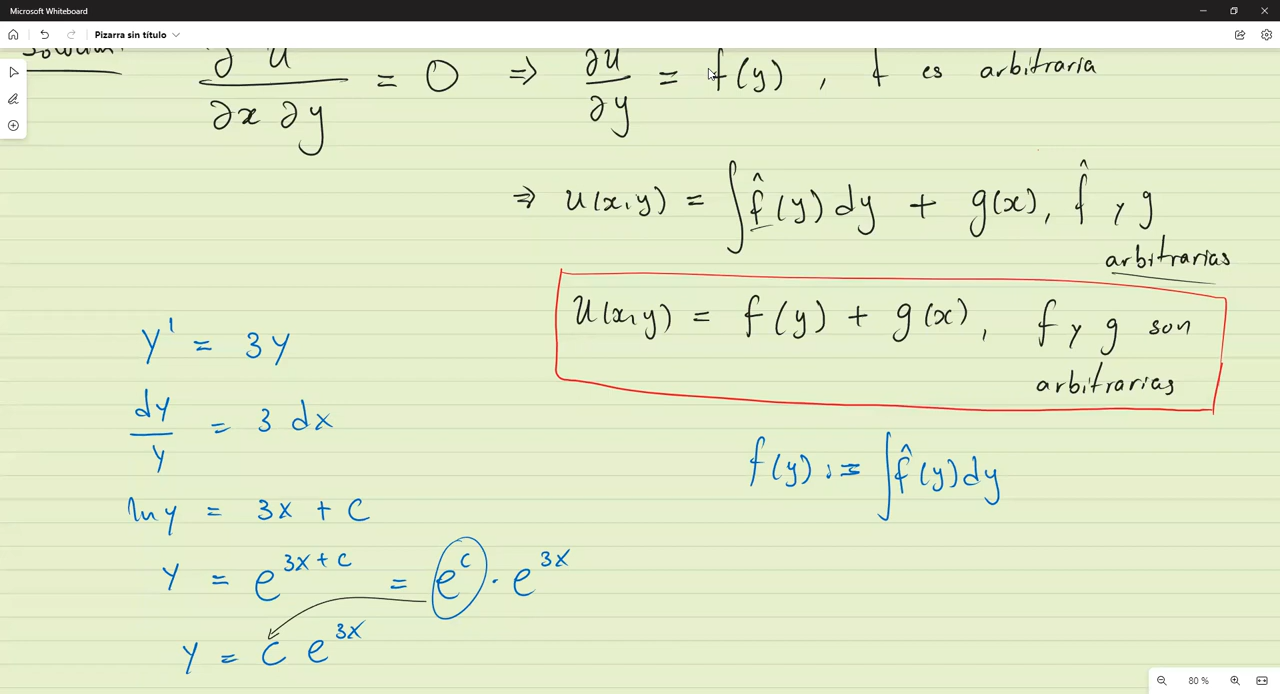 Microsoft Whiteboard
Pizarra sin título
∂ u / ∂x ∂y = 0 ⇒ ∂u / ∂y = f(y) , f es arbitraria
⇒ u(x,y) = ∫ f̂(y) dy + g(x), f̂ y g
arbitrarias
u(x,y) = f(y) + g(x), f y g son
arbitrarias
f(y) := ∫ f̂(y) dy
y' = 3y
dy / y = 3 dx
ln y = 3x + C
y = e^{3x + C} = e^C · e^{3x}
y = C e^{3x}
80 %